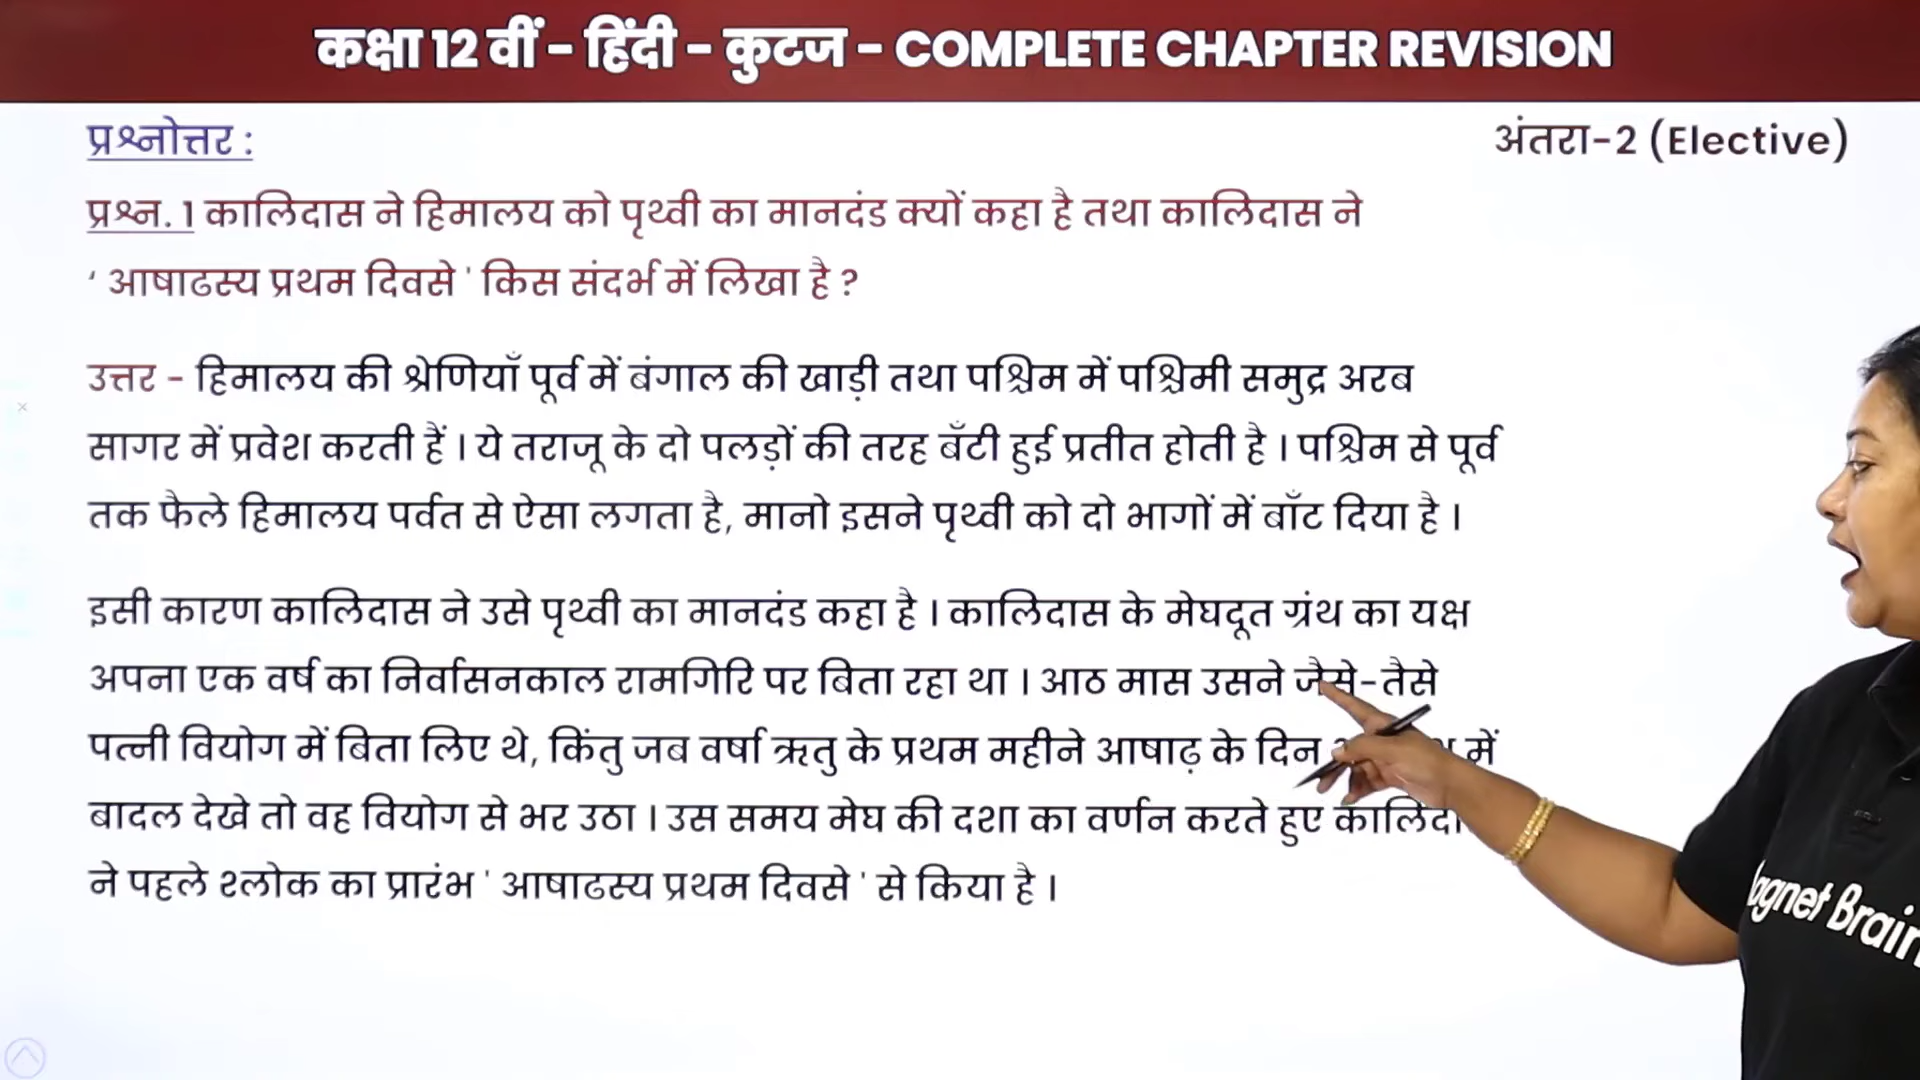 कक्षा 12 वीं - हिंदी - कुटज - COMPLETE CHAPTER REVISION
प्रश्नोत्तर :
अंतरा-2 (Elective)
प्रश्न. 1 कालिदास ने हिमालय को पृथ्वी का मानदंड क्यों कहा है तथा कालिदास ने
' आषाढस्य प्रथम दिवसे ' किस संदर्भ में लिखा है ?
उत्तर - हिमालय की श्रेणियाँ पूर्व में बंगाल की खाड़ी तथा पश्चिम में पश्चिमी समुद्र अरब
सागर में प्रवेश करती हैं । ये तराजू के दो पलड़ों की तरह बँटी हुई प्रतीत होती है । पश्चिम से पूर्व
तक फैले हिमालय पर्वत से ऐसा लगता है, मानो इसने पृथ्वी को दो भागों में बाँट दिया है ।
इसी कारण कालिदास ने उसे पृथ्वी का मानदंड कहा है । कालिदास के मेघदूत ग्रंथ का यक्ष
अपना एक वर्ष का निर्वासनकाल रामगिरि पर बिता रहा था । आठ मास उसने जैसे-तैसे
पत्नी वियोग में बिता लिए थे, किंतु जब वर्षा ऋतु के प्रथम महीने आषाढ़ के दिन में
बादल देखे तो वह वियोग से भर उठा । उस समय मेघ की दशा का वर्णन करते हुए
ने पहले श्लोक का प्रारंभ ' आषाढस्य प्रथम दिवसे ' से किया है ।